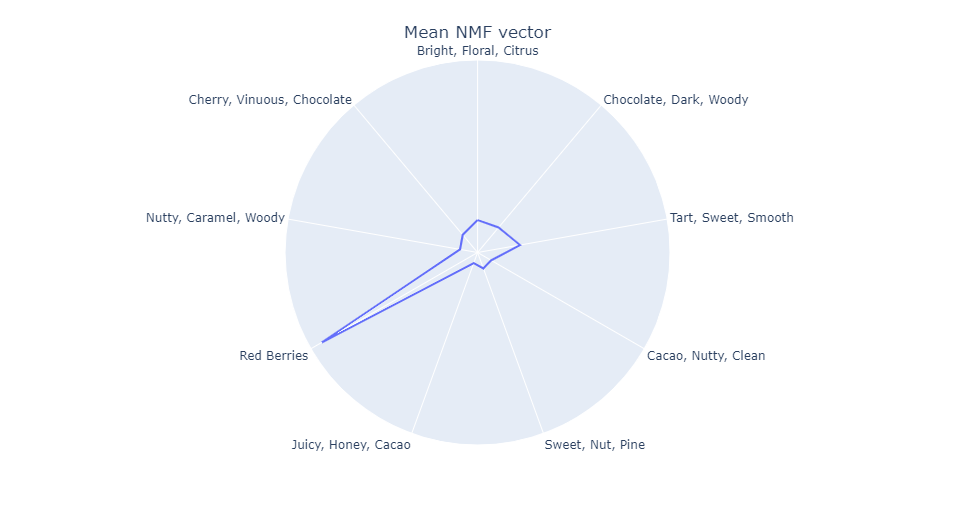 Mean NMF vector
Bright, Floral, Citrus
Cherry, Vinuous, Chocolate
Chocolate, Dark, Woody
Nutty, Caramel, Woody
Tart, Sweet, Smooth
Red Berries
Cacao, Nutty, Clean
Juicy, Honey, Cacao
Sweet, Nut, Pine